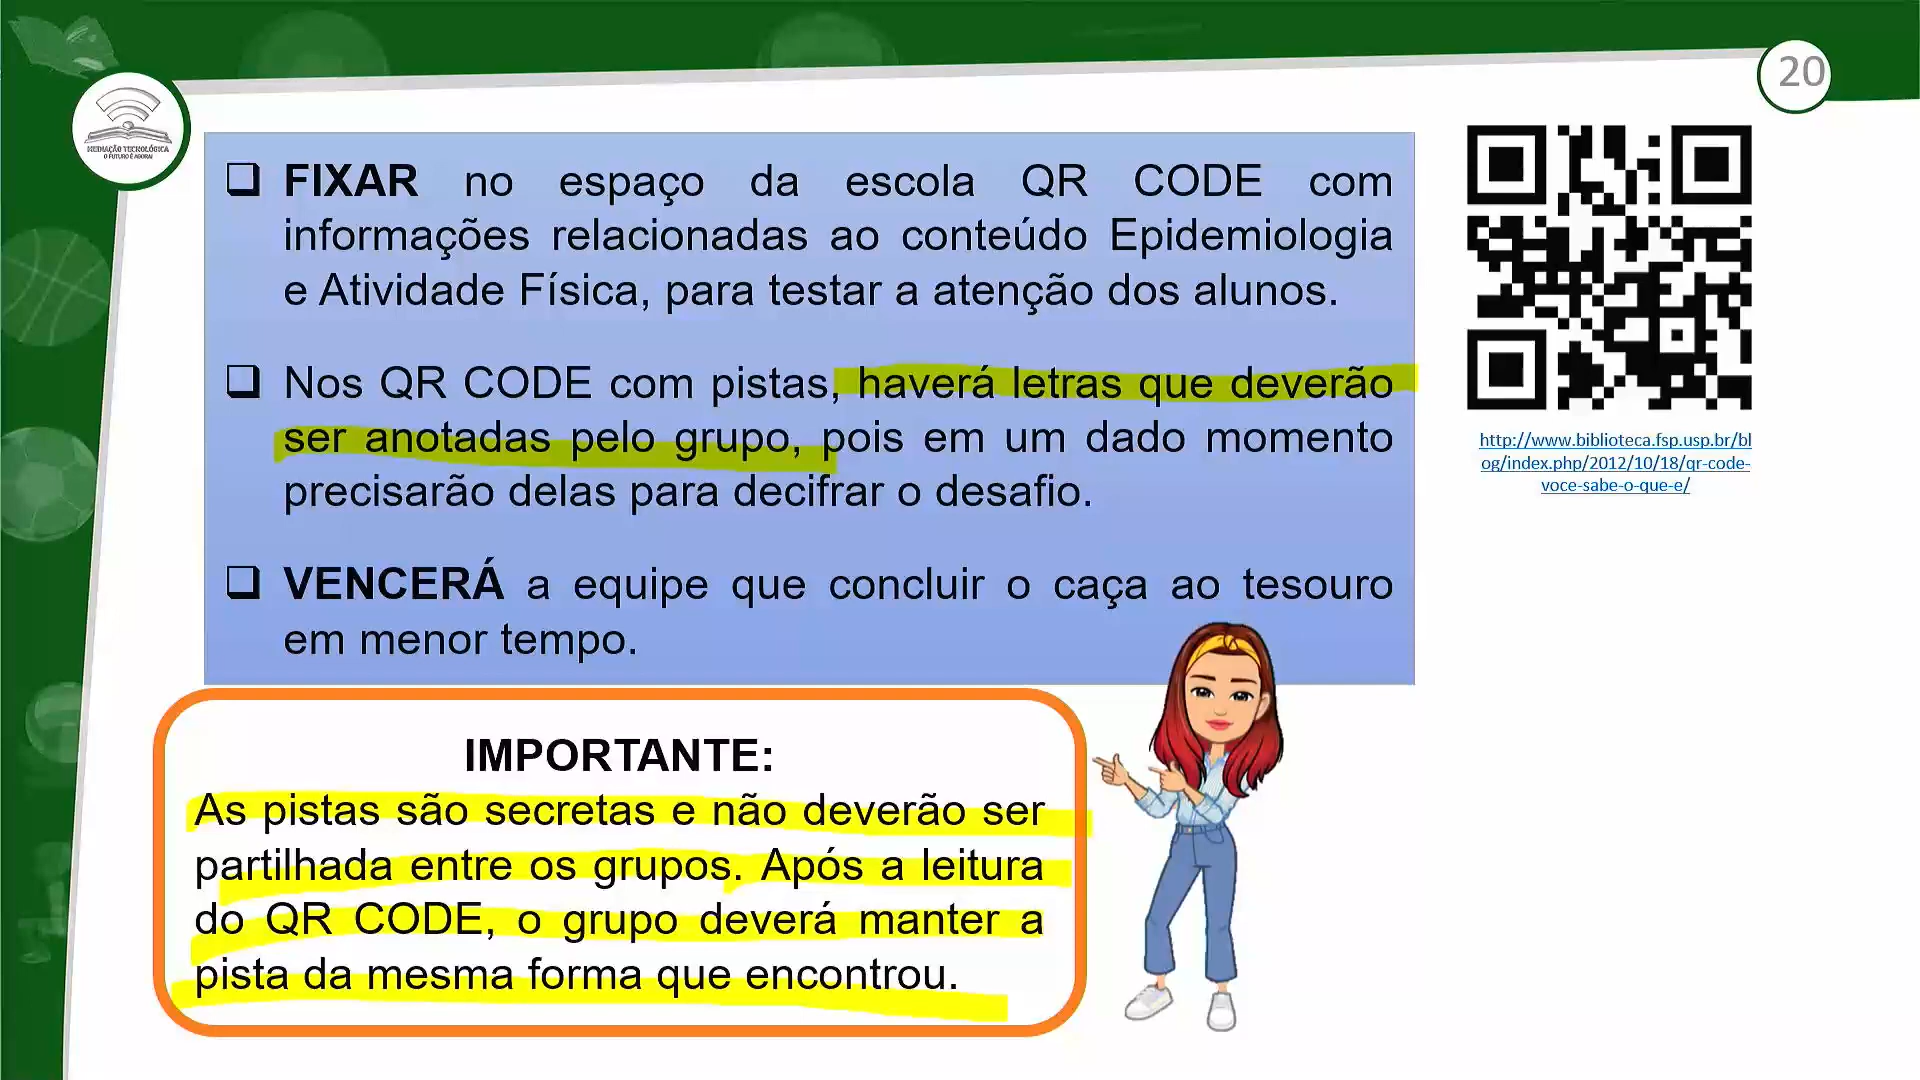 20
MEDIAÇÃO TECNOLÓGICA
O FUTURO É AGORA!
FIXAR no espaço da escola QR CODE com
informações relacionadas ao conteúdo Epidemiologia
e Atividade Física, para testar a atenção dos alunos.
Nos QR CODE com pistas, haverá letras que deverão
ser anotadas pelo grupo, pois em um dado momento
precisarão delas para decifrar o desafio.
VENCERÁ a equipe que concluir o caça ao tesouro
em menor tempo.
http://www.biblioteca.fsp.usp.br/bl
og/index.php/2012/10/18/qr-code-
voce-sabe-o-que-e/
IMPORTANTE:
As pistas são secretas e não deverão ser
partilhada entre os grupos. Após a leitura
do QR CODE, o grupo deverá manter a
pista da mesma forma que encontrou.